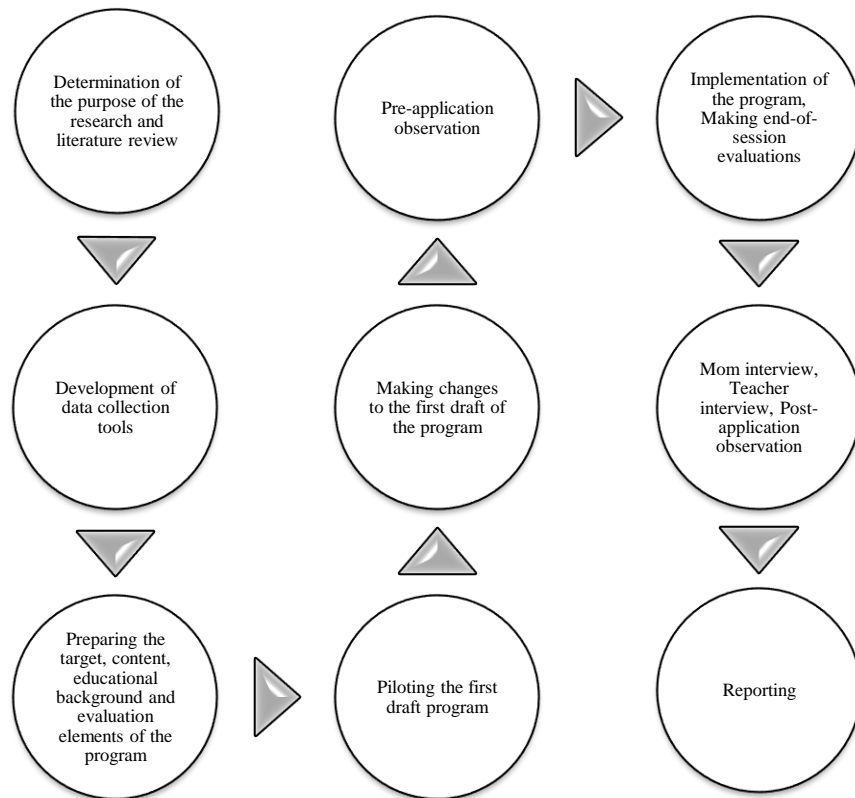 Determination of
the purpose of the
research and
literature review
Development of
data collection
tools
Preparing the
target, content,
educational
background and
evaluation
elements of the
program
Piloting the first
draft program
Making changes
to the first draft of
the program
Pre-application
observation
Implementation of
the program,
Making end-of-
session
evaluations
Mom interview,
Teacher
interview, Post-
application
observation
Reporting